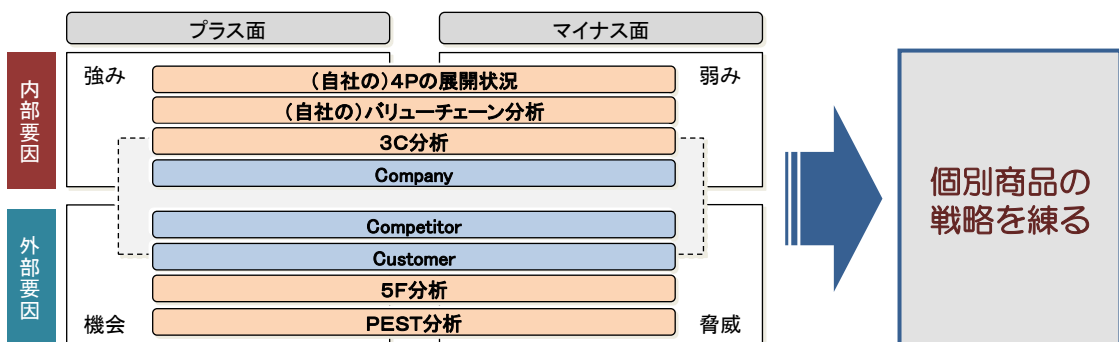 プラス面
マイナス面
内部要因
強み
弱み
(自社の)4Pの展開状況
(自社の)バリューチェーン分析
3C分析
Company
外部要因
Competitor
Customer
5F分析
機会
PEST分析
脅威
個別商品の
戦略を練る